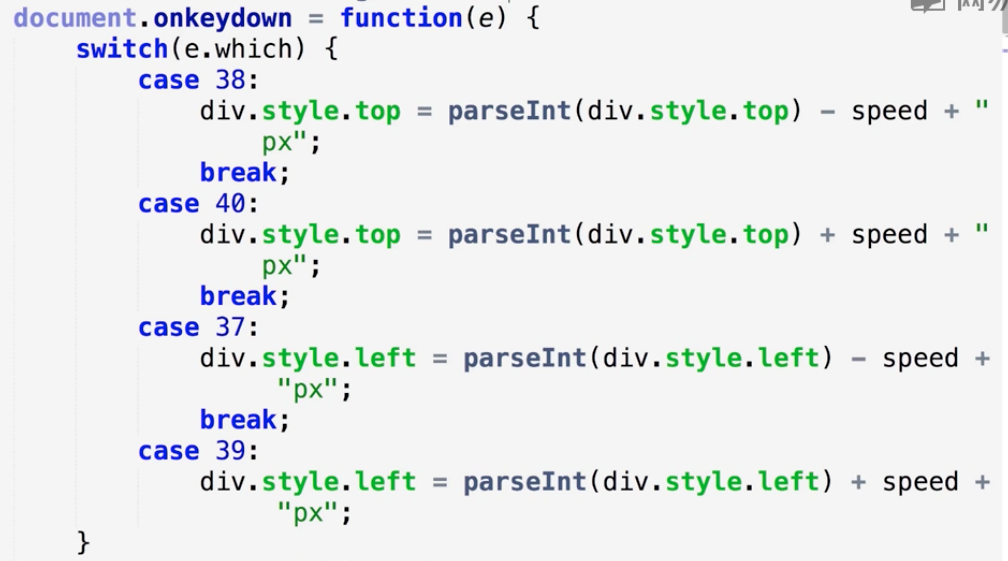 document.onkeydown = function(e) {
    switch(e.which) {
        case 38:
            div.style.top = parseInt(div.style.top) - speed + "
                px";
            break;
        case 40:
            div.style.top = parseInt(div.style.top) + speed + "
                px";
            break;
        case 37:
            div.style.left = parseInt(div.style.left) - speed +
                 "px";
            break;
        case 39:
            div.style.left = parseInt(div.style.left) + speed +
                 "px";
    }